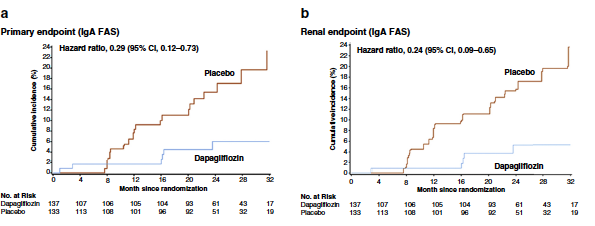 a
Primary endpoint (IgA FAS)
Hazard ratio, 0.29 (95% CI, 0.12–0.73)
Cumulative incidence (%)
24
22
20
18
16
14
12
10
8
6
4
2
0
Placebo
Dapagliflozin
0 4 8 12 16 20 24 28 32
Month since randomization
No. at Risk
Dapagliflozin 137 107 106 105 104 93 61 43 17
Placebo 133 113 108 101 96 92 51 32 19
b
Renal endpoint (IgA FAS)
Hazard ratio, 0.24 (95% CI, 0.09–0.65)
Cumulative incidence (%)
24
22
20
18
16
14
12
10
8
6
4
2
0
Placebo
Dapagliflozin
0 4 8 12 16 20 24 28 32
Month since randomization
No. at Risk
Dapagliflozin 137 107 106 105 104 93 61 43 17
Placebo 133 113 108 101 96 92 51 32 19